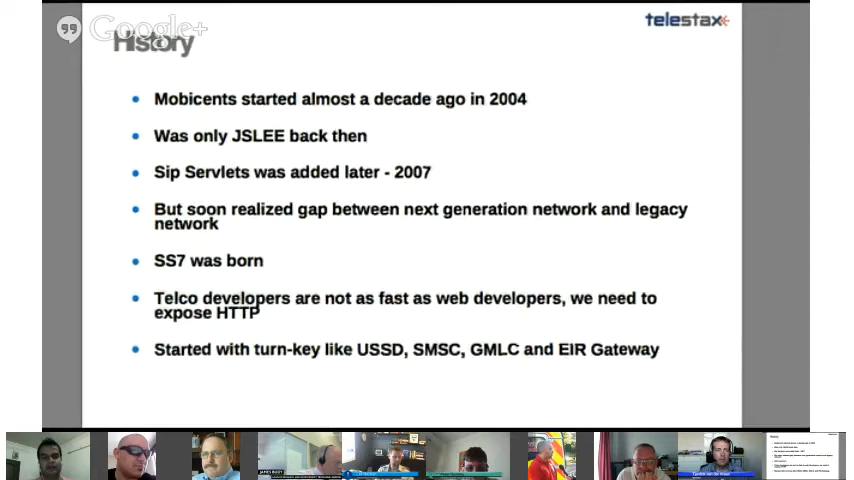 Google+
telestax
History
Mobicents started almost a decade ago in 2004
Was only JSLEE back then
Sip Servlets was added later - 2007
But soon realized gap between next generation network and legacy
network
SS7 was born
Telco developers are not as fast as web developers, we need to
expose HTTP
Started with turn-key like USSD, SMSC, GMLC and EIR Gateway
JAMES BODY